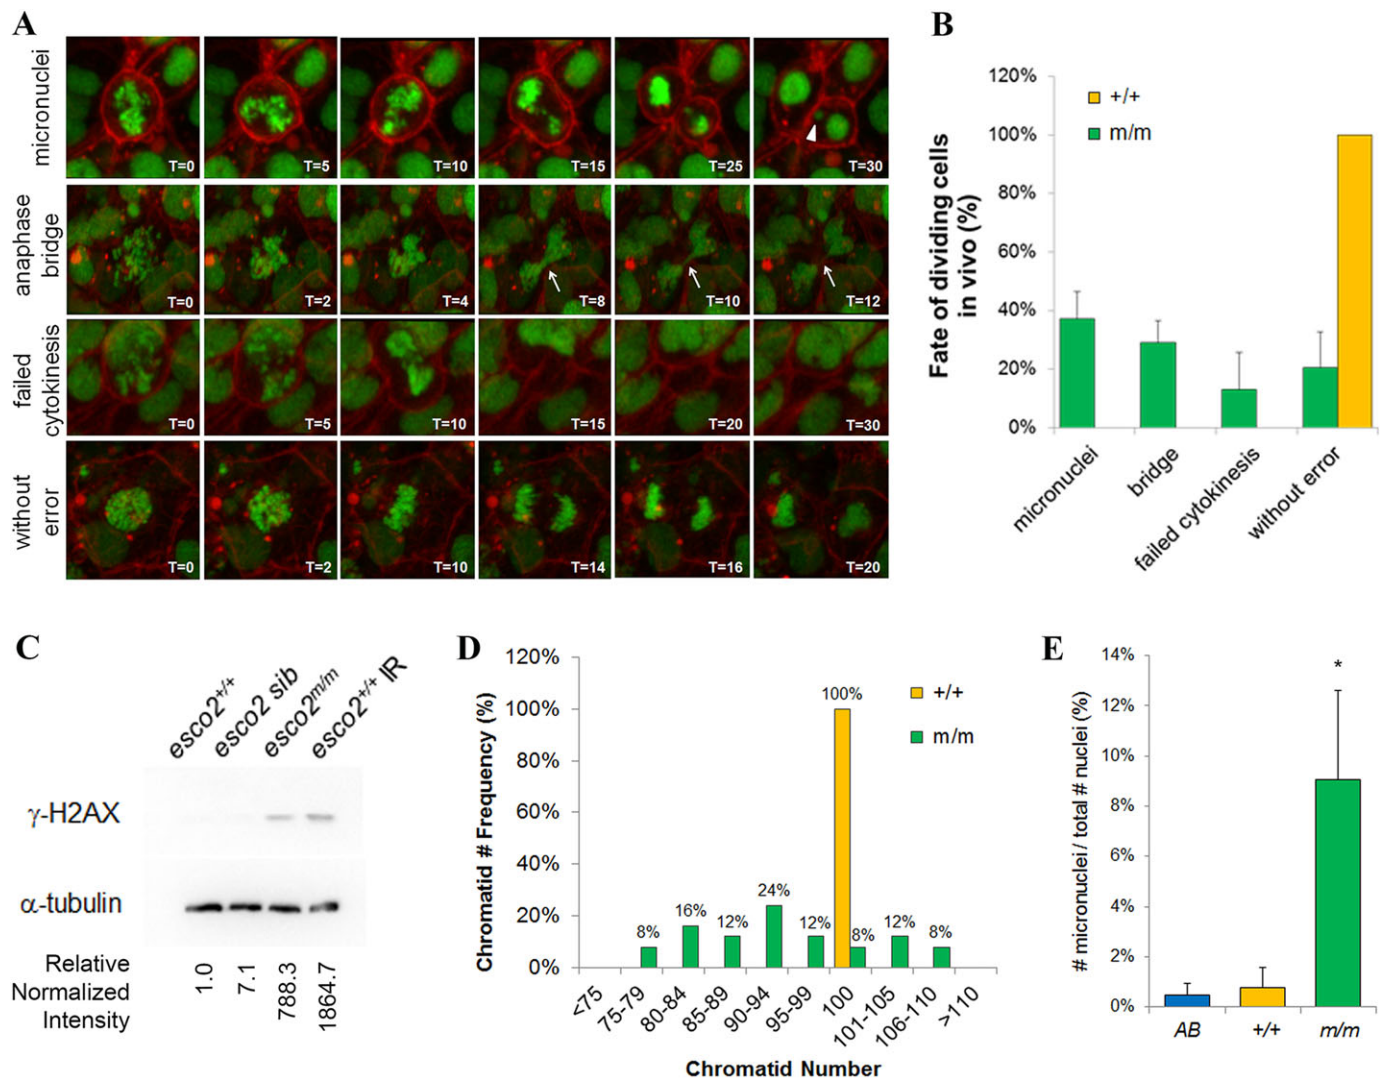 A
micronuclei
T=0
T=5
T=10
T=15
T=25
T=30
anaphase
bridge
T=0
T=2
T=4
T=8
T=10
T=12
failed
cytokinesis
T=0
T=5
T=10
T=15
T=20
T=30
without
error
T=0
T=2
T=10
T=14
T=16
T=20
B
Fate of dividing cells
in vivo (%)
120%
100%
80%
60%
40%
20%
0%
+/+
m/m
micronuclei
bridge
failed cytokinesis
without error
C
esco2+/+
esco2 sib
esco2m/m
esco2+/+ IR
γ-H2AX
α-tubulin
Relative
Normalized
Intensity
1.0
7.1
788.3
1864.7
D
Chromatid # Frequency (%)
120%
100%
80%
60%
40%
20%
0%
+/+
m/m
8%
16%
12%
24%
12%
100%
8%
12%
8%
<75
75-79
80-84
85-89
90-94
95-99
100
101-105
106-110
>110
Chromatid Number
E
# micronuclei/ total # nuclei (%)
14%
12%
10%
8%
6%
4%
2%
0%
*
AB
+/+
m/m